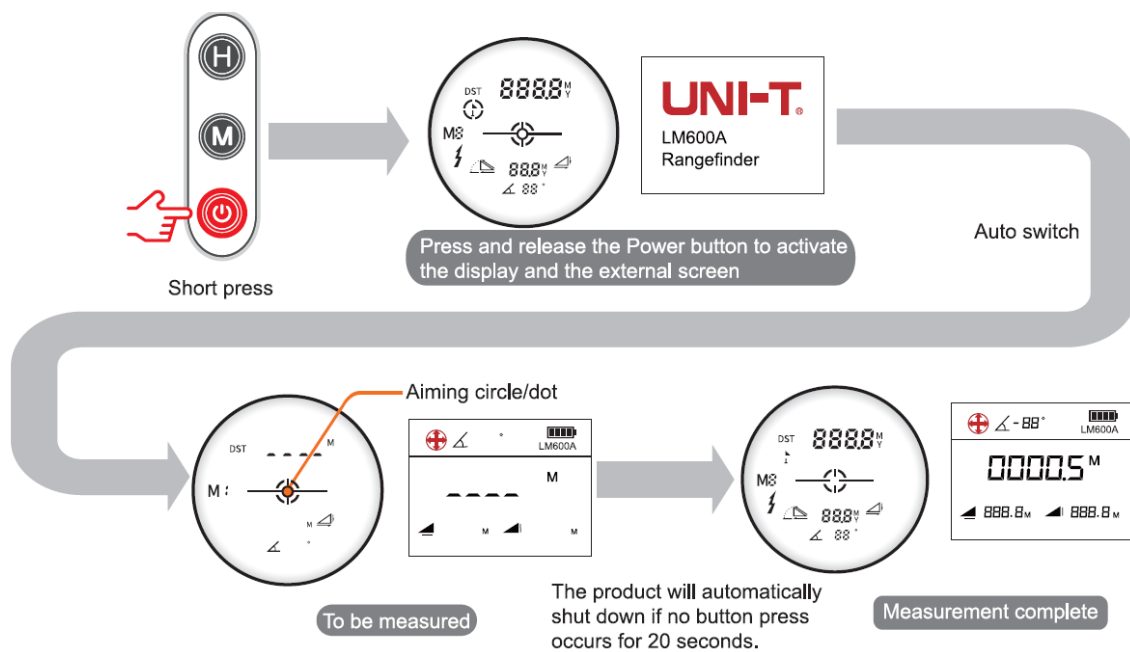 H
M
Short press
DST 888.8 M Y
M8
88.8 M Y
88°
UNI-T®
LM600A
Rangefinder
Press and release the Power button to activate
the display and the external screen
Auto switch
Aiming circle/dot
DST ---- M
M1
M
°
°
LM600A
---- M
M M
To be measured
The product will automatically
shut down if no button press
occurs for 20 seconds.
DST 888.8 M Y
1
M8
88.8 M Y
88°
-88°
LM600A
0000.5 M
888.8 M 888.8 M
Measurement complete